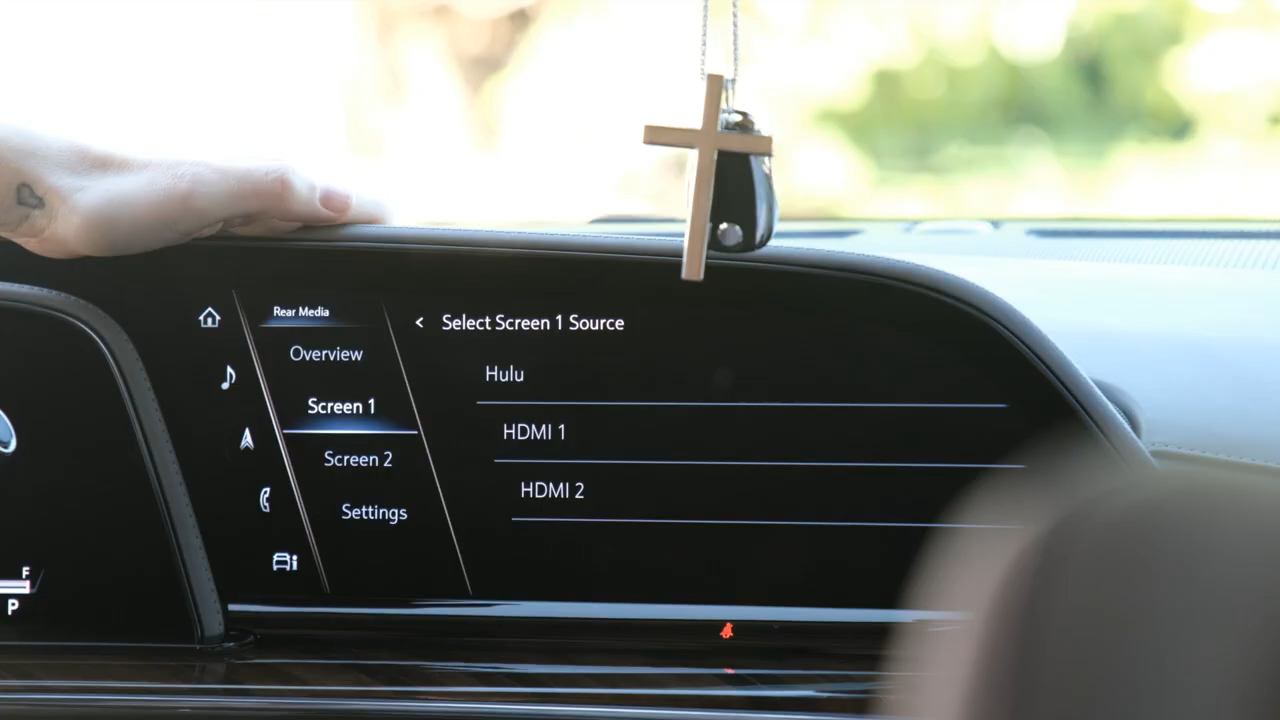 Rear Media
Overview
Screen 1
Screen 2
Settings
< Select Screen 1 Source
Hulu
HDMI 1
HDMI 2
F
P